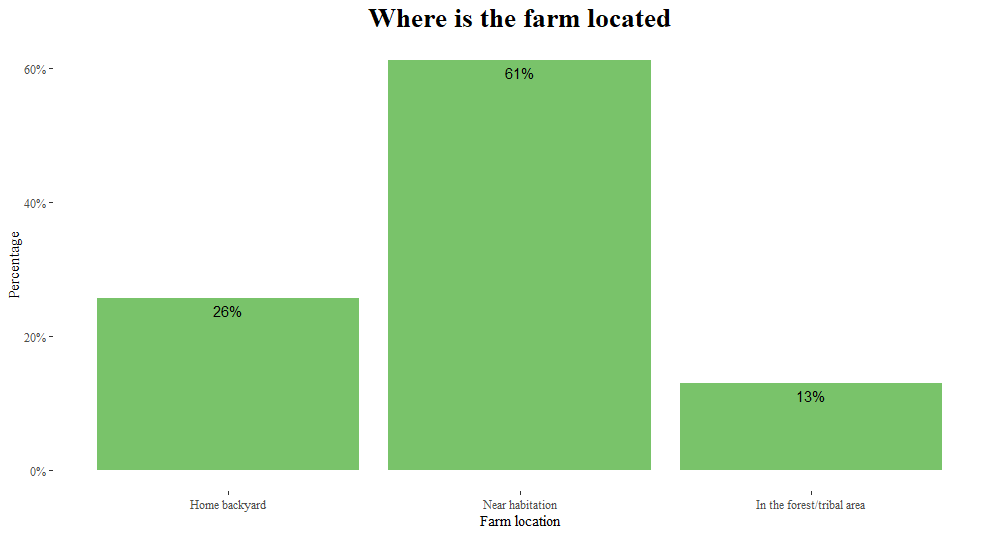 Where is the farm located
60%
61%
40%
Percentage
26%
20%
13%
0%
Home backyard
Near habitation
In the forest/tribal area
Farm location